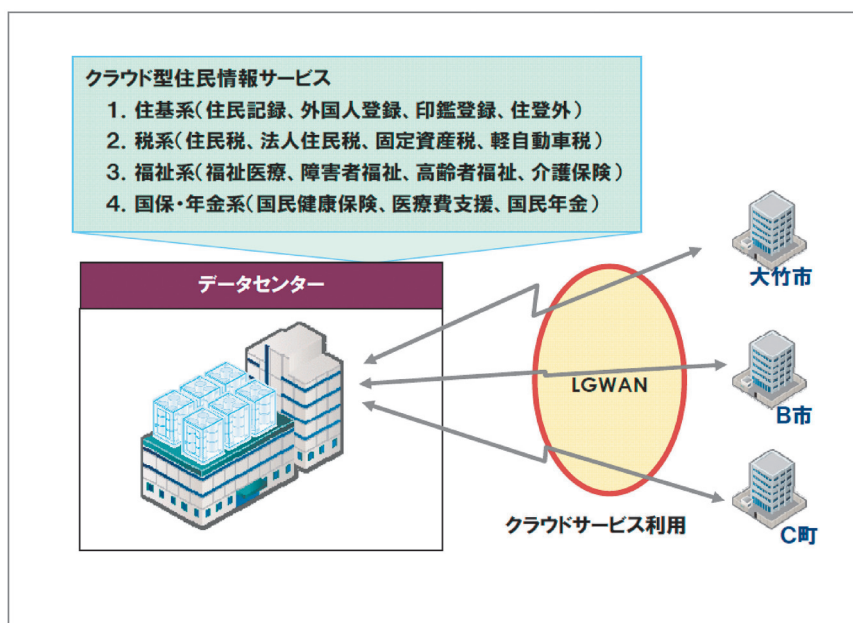 クラウド型住民情報サービス
1. 住基系(住民記録、外国人登録、印鑑登録、住登外)
2. 税系(住民税、法人住民税、固定資産税、軽自動車税)
3. 福祉系(福祉医療、障害者福祉、高齢者福祉、介護保険)
4. 国保・年金系(国民健康保険、医療費支援、国民年金)
データセンター
大竹市
LGWAN
B市
クラウドサービス利用
C町